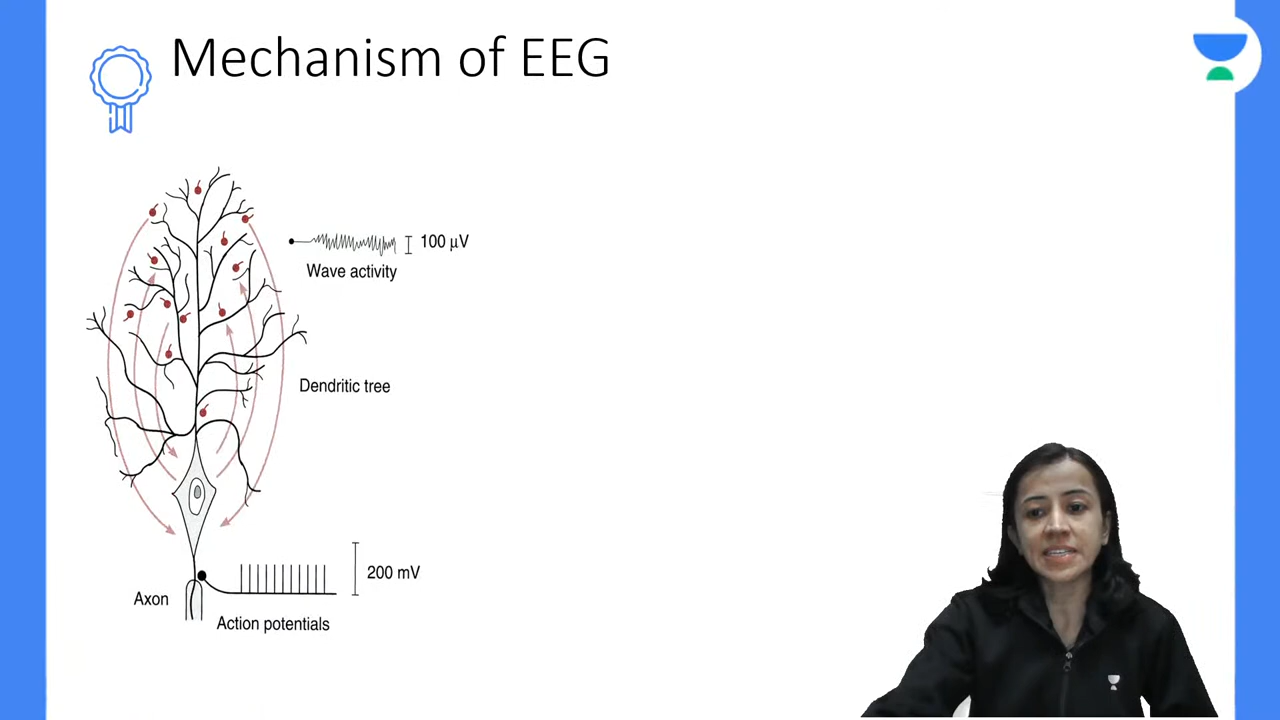 Mechanism of EEG
100 μV
Wave activity
Dendritic tree
200 mV
Axon
Action potentials